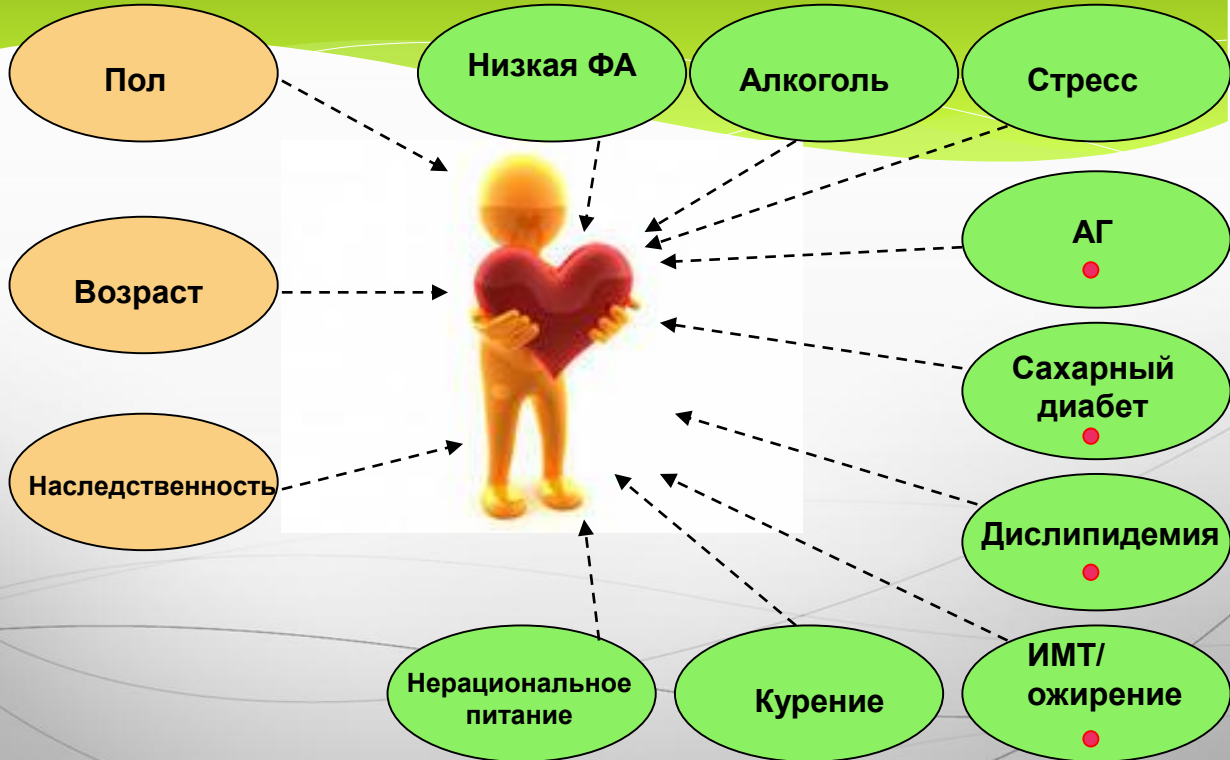 Пол
Низкая ФА
Алкоголь
Стресс
Возраст
АГ
Сахарный
диабет
Наследственность
Дислипидемия
Нерациональное
питание
Курение
ИМТ/
ожирение